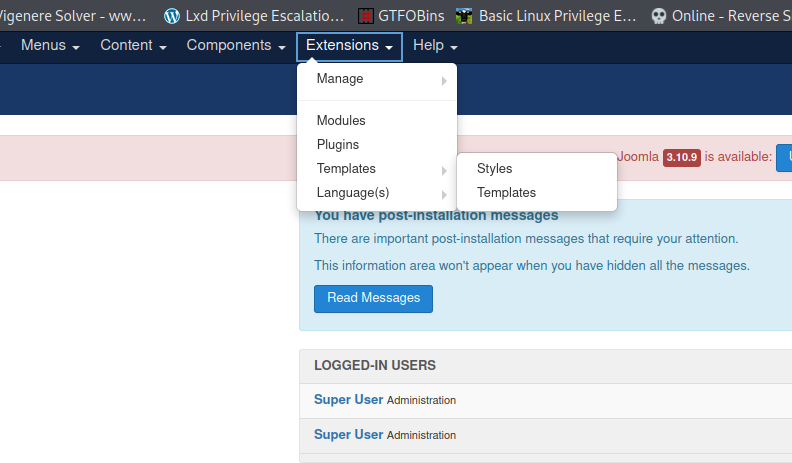 Vigenere Solver - ww… Lxd Privilege Escalatio… GTFOBins Basic Linux Privilege E… Online - Reverse S
Menus Content Components Extensions Help
Manage
Modules
Plugins
Templates
Language(s)
Styles
Templates
Joomla 3.10.9 is available: U
You have post-installation messages
There are important post-installation messages that require your attention.
This information area won't appear when you have hidden all the messages.
Read Messages
LOGGED-IN USERS
Super User Administration
Super User Administration